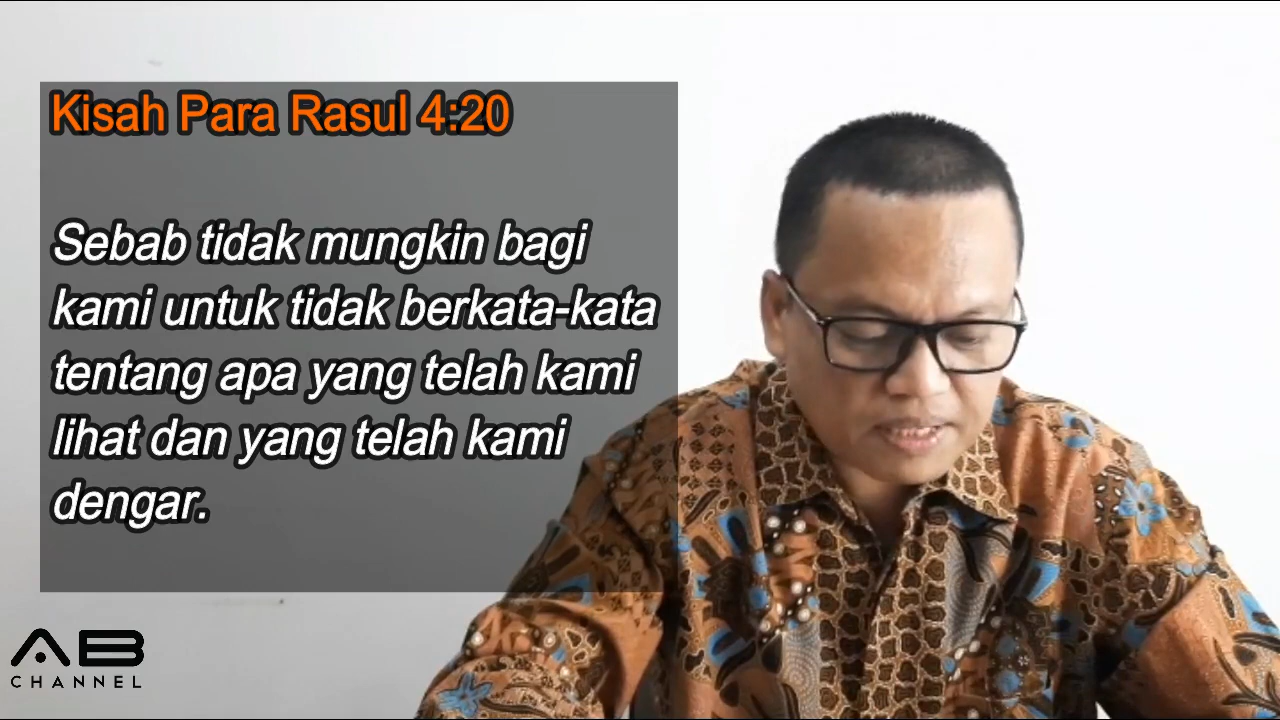 Kisah Para Rasul 4:20
Sebab tidak mungkin bagi
kami untuk tidak berkata-kata
tentang apa yang telah kami
lihat dan yang telah kami
dengar.
AB
CHANNEL